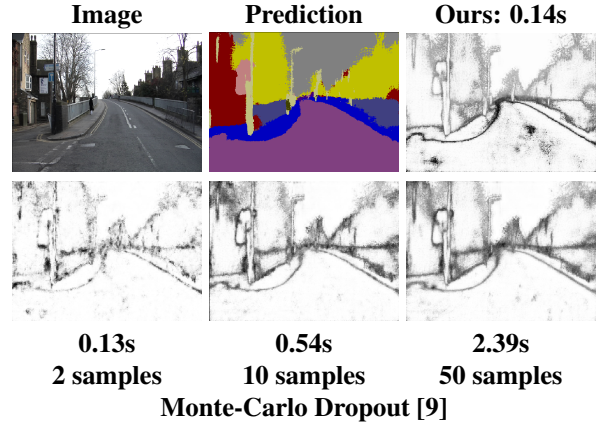 Image Prediction Ours: 0.14s
0.13s 0.54s 2.39s
2 samples 10 samples 50 samples
Monte-Carlo Dropout [9]